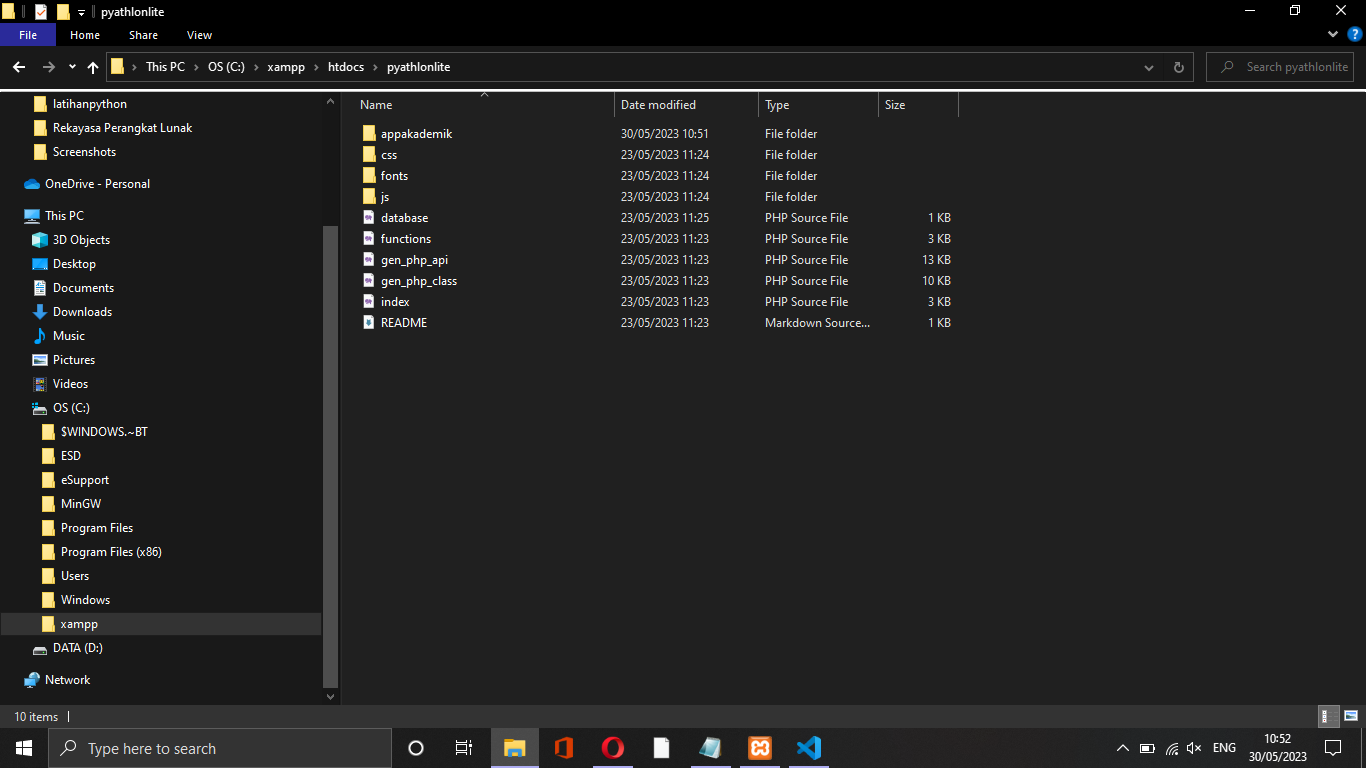 pyathlonlite
File Home Share View
This PC OS (C:) xampp htdocs pyathlonlite
Search pyathlonlite
latihanpython
Rekayasa Perangkat Lunak
Screenshots
OneDrive - Personal
This PC
3D Objects
Desktop
Documents
Downloads
Music
Pictures
Videos
OS (C:)
$WINDOWS.~BT
ESD
eSupport
MinGW
Program Files
Program Files (x86)
Users
Windows
xampp
DATA (D:)
Network
Name Date modified Type Size
appakademik 30/05/2023 10:51 File folder
css 23/05/2023 11:24 File folder
fonts 23/05/2023 11:24 File folder
js 23/05/2023 11:24 File folder
database 23/05/2023 11:25 PHP Source File 1 KB
functions 23/05/2023 11:23 PHP Source File 3 KB
gen_php_api 23/05/2023 11:23 PHP Source File 13 KB
gen_php_class 23/05/2023 11:23 PHP Source File 10 KB
index 23/05/2023 11:23 PHP Source File 3 KB
README 23/05/2023 11:23 Markdown Source... 1 KB
10 items
Type here to search
ENG
10:52
30/05/2023